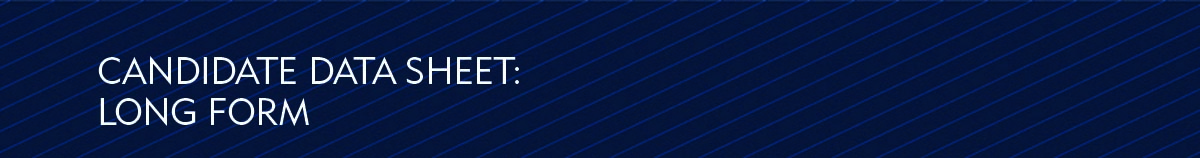 CANDIDATE DATA SHEET:
LONG FORM